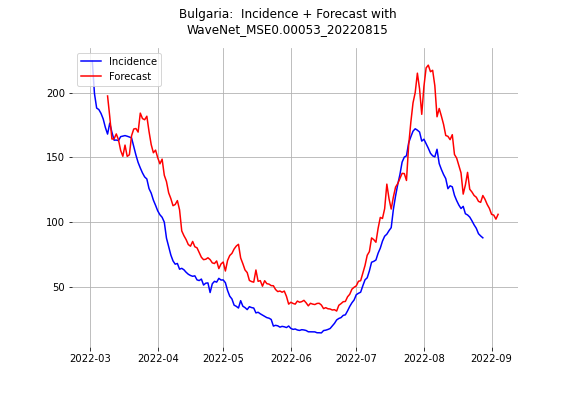 Bulgaria:  Incidence + Forecast with
WaveNet_MSE0.00053_20220815
Incidence
Forecast
200
150
100
50
2022-03 2022-04 2022-05 2022-06 2022-07 2022-08 2022-09